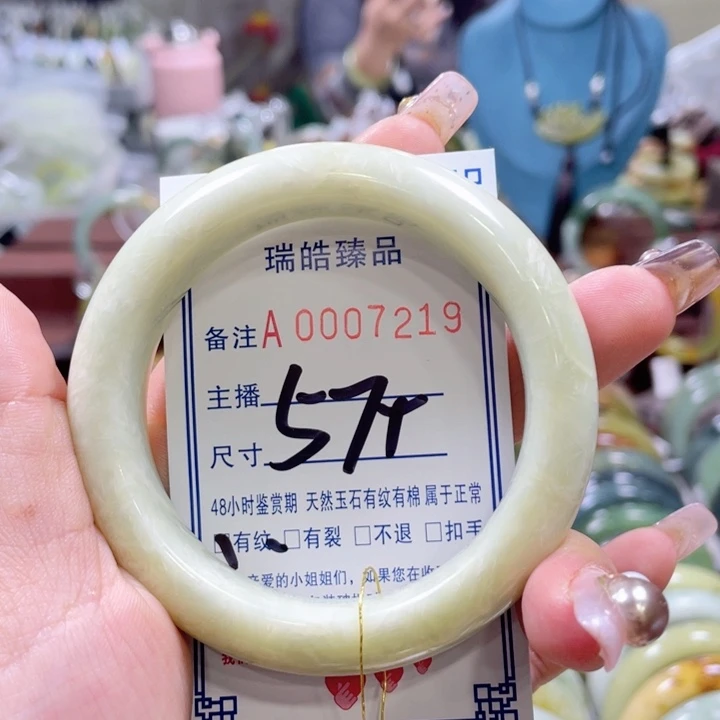 瑞皓臻品
备注 A 0007219
主播
尺寸 57
48小时鉴赏期 天然玉石有纹有棉 属于正常
□有纹 □有裂 □不退 □扣手
亲爱的小姐姐们，如果您在收